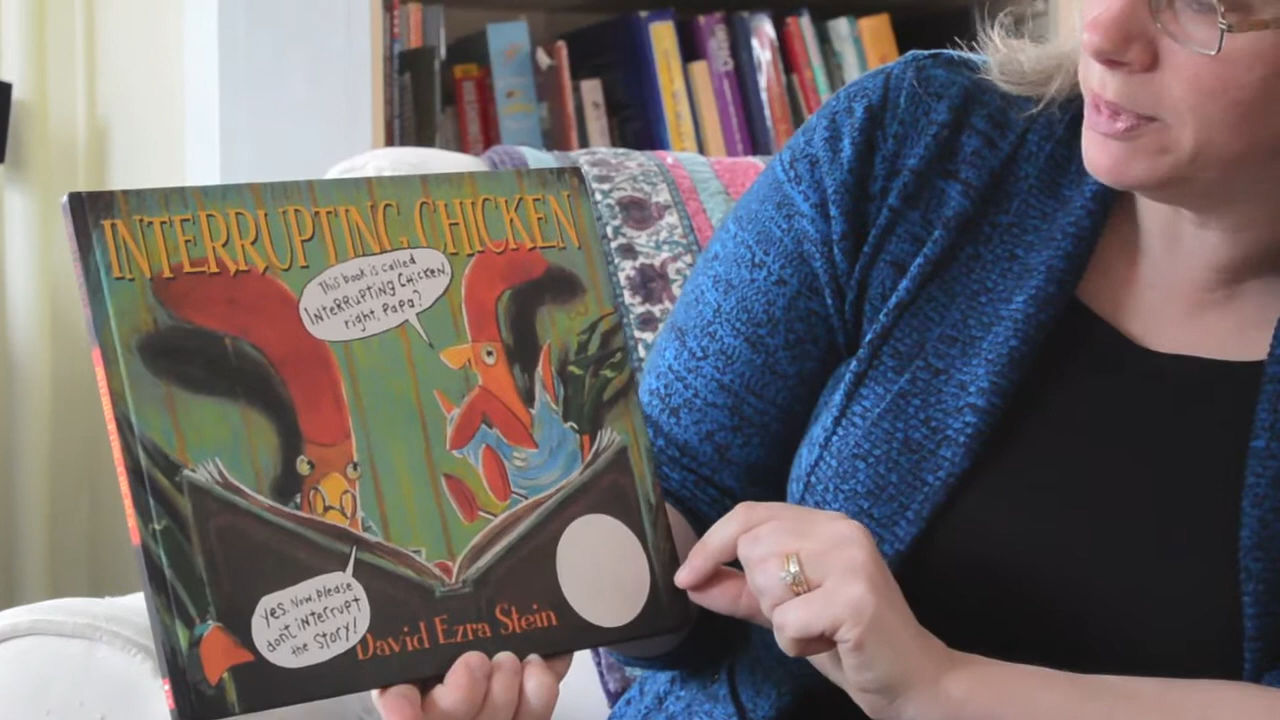 INTERRUPTING CHICKEN
This book is called
INTERRUPTING CHICKEN,
right, Papa?
yes. Now, please
don't interrupt
the story!
David Ezra Stein